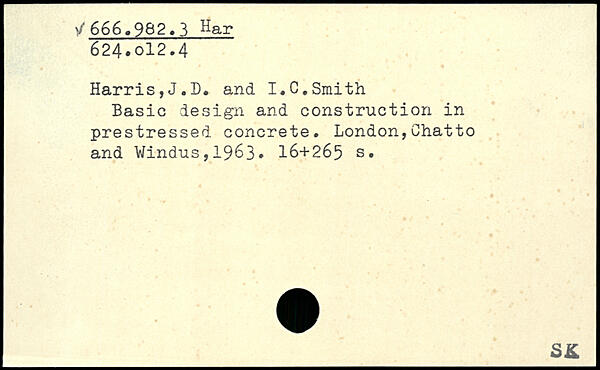 ✓ 666.982.3 Har
624.o12.4
Harris,J.D. and I.C.Smith
Basic design and construction in
prestressed concrete. London,Chatto
and Windus,1963. 16+265 s.
SK